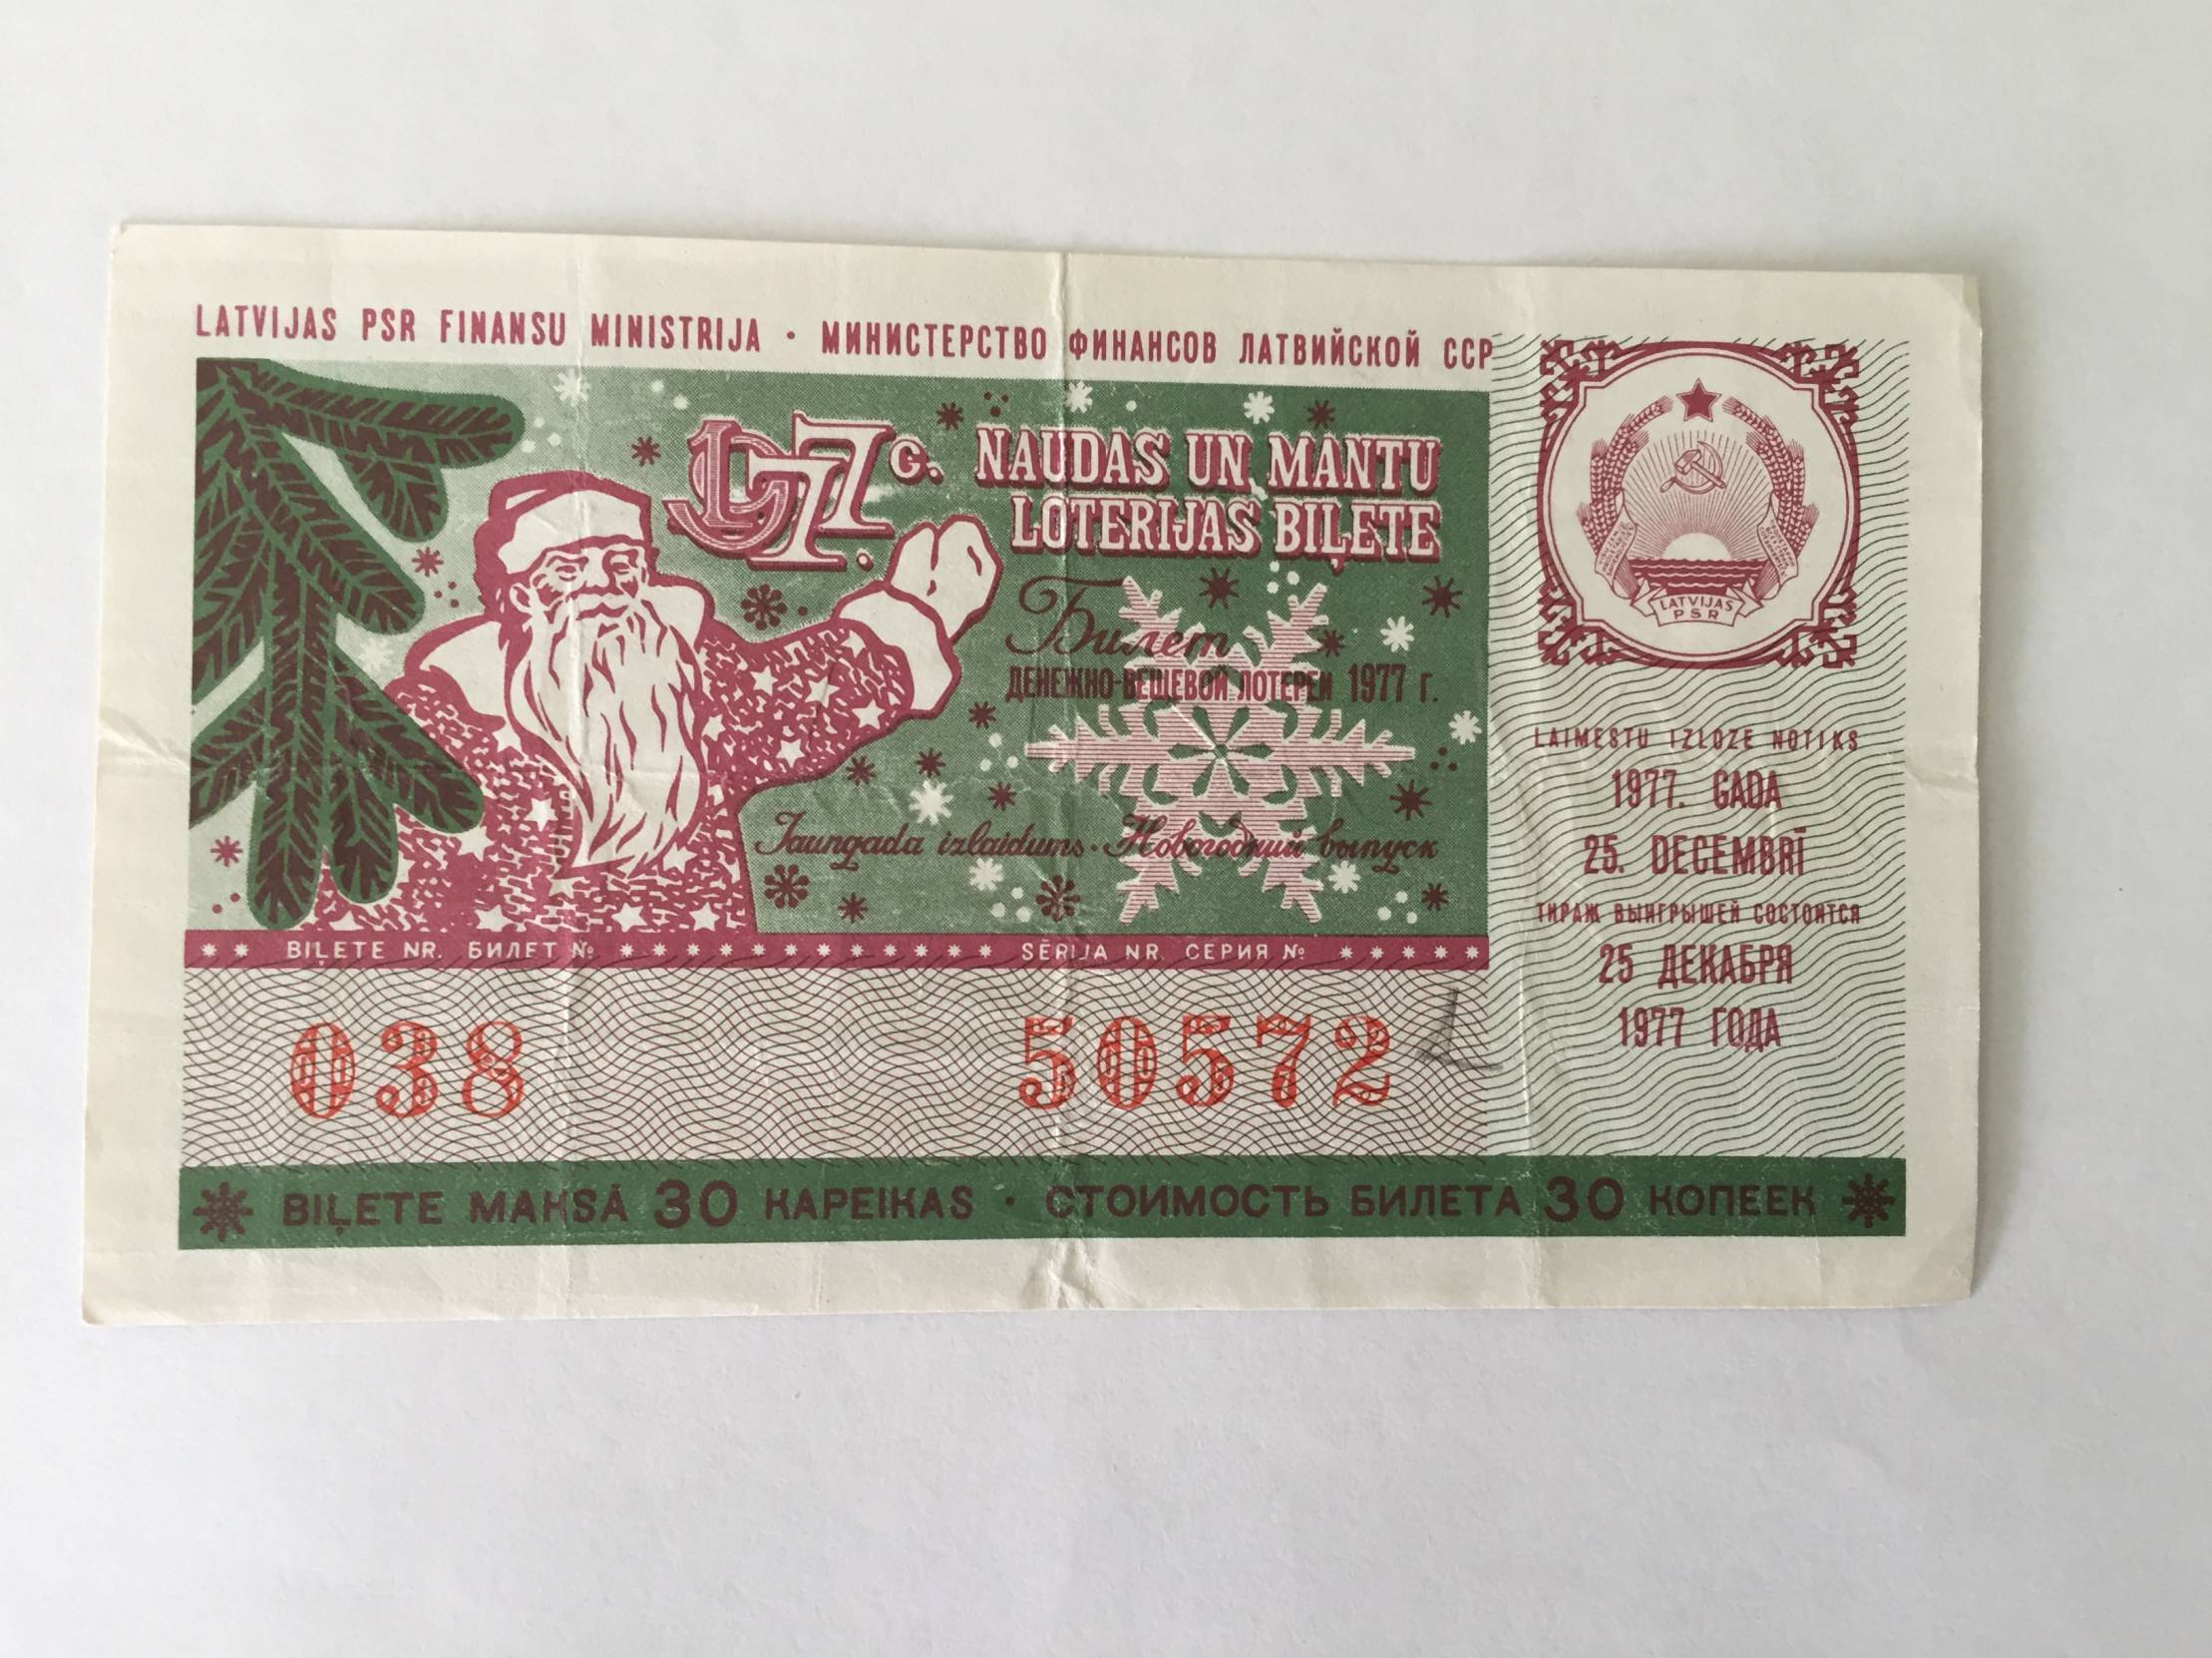 LATVIJAS PSR FINANSU MINISTRIJA · МИНИСТЕРСТВО ФИНАНСОВ ЛАТВИЙСКОЙ ССР
1977. G. NAUDAS UN MANTU
LOTERIJAS BIĻETE
Билет
ДЕНЕЖНО-ВЕЩЕВОЙ ЛОТЕРЕИ 1977 г.
Jaungada izlaidums · Новогодний выпуск
BIĻETE NR. БИЛЕТ № SĒRIJA NR. СЕРИЯ №
038 50572
LATVIJAS
PSR
LAIMESTU IZLOZE NOTIKS
1977. GADA
25. DECEMBRĪ
ТИРАЖ ВЫИГРЫШЕЙ СОСТОИТСЯ
25 ДЕКАБРЯ
1977 ГОДА
BIĻETE MAKSĀ 30 KAPEIKAS · СТОИМОСТЬ БИЛЕТА 30 КОПЕЕК